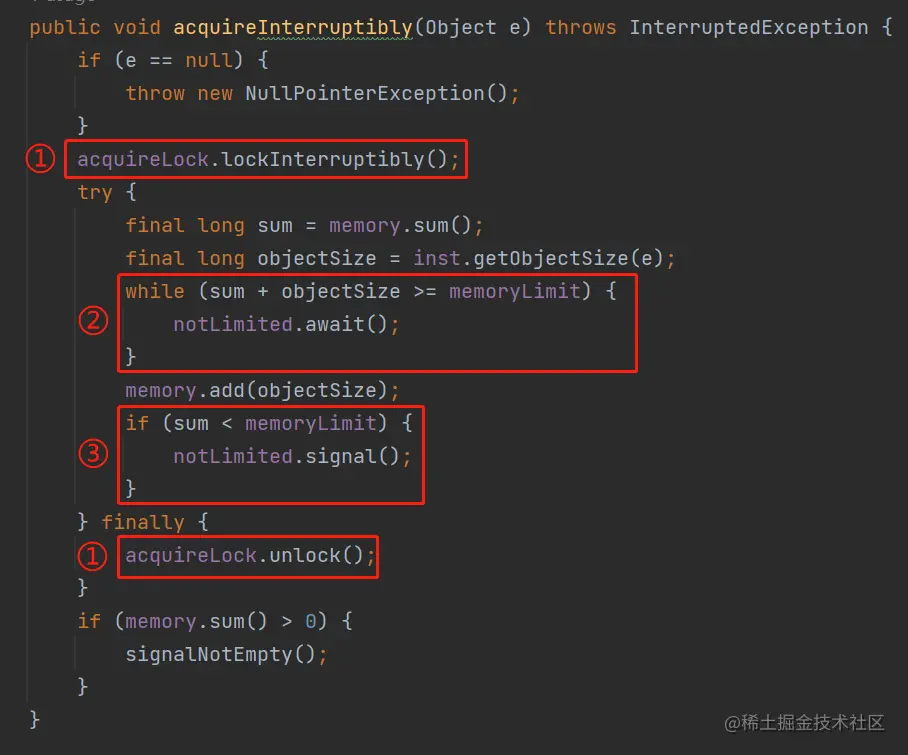 public void acquireInterruptibly(Object e) throws InterruptedException {
if (e == null) {
throw new NullPointerException();
}
① acquireLock.lockInterruptibly();
try {
final long sum = memory.sum();
final long objectSize = inst.getObjectSize(e);
while (sum + objectSize >= memoryLimit) {
② notLimited.await();
}
memory.add(objectSize);
if (sum < memoryLimit) {
③ notLimited.signal();
}
} finally {
① acquireLock.unlock();
}
if (memory.sum() > 0) {
signalNotEmpty();
}
}
@稀土掘金技术社区